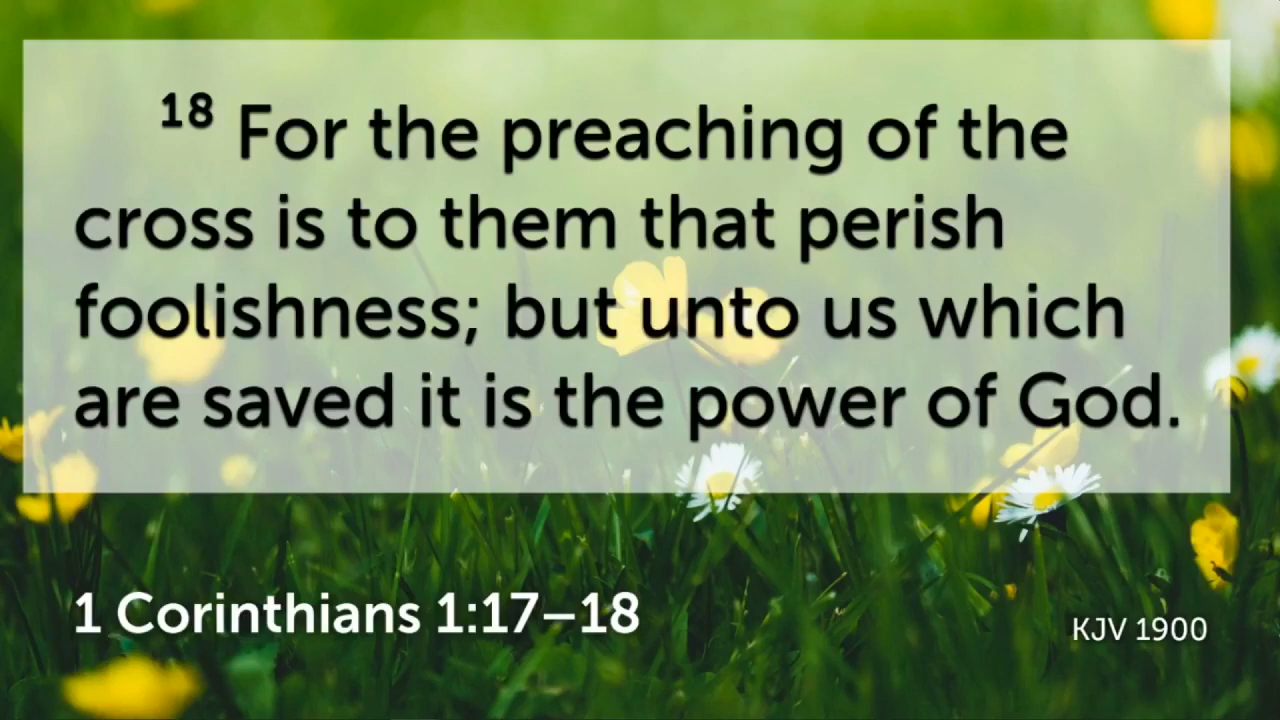 18 For the preaching of the
cross is to them that perish
foolishness; but unto us which
are saved it is the power of God.
1 Corinthians 1:17–18
KJV 1900